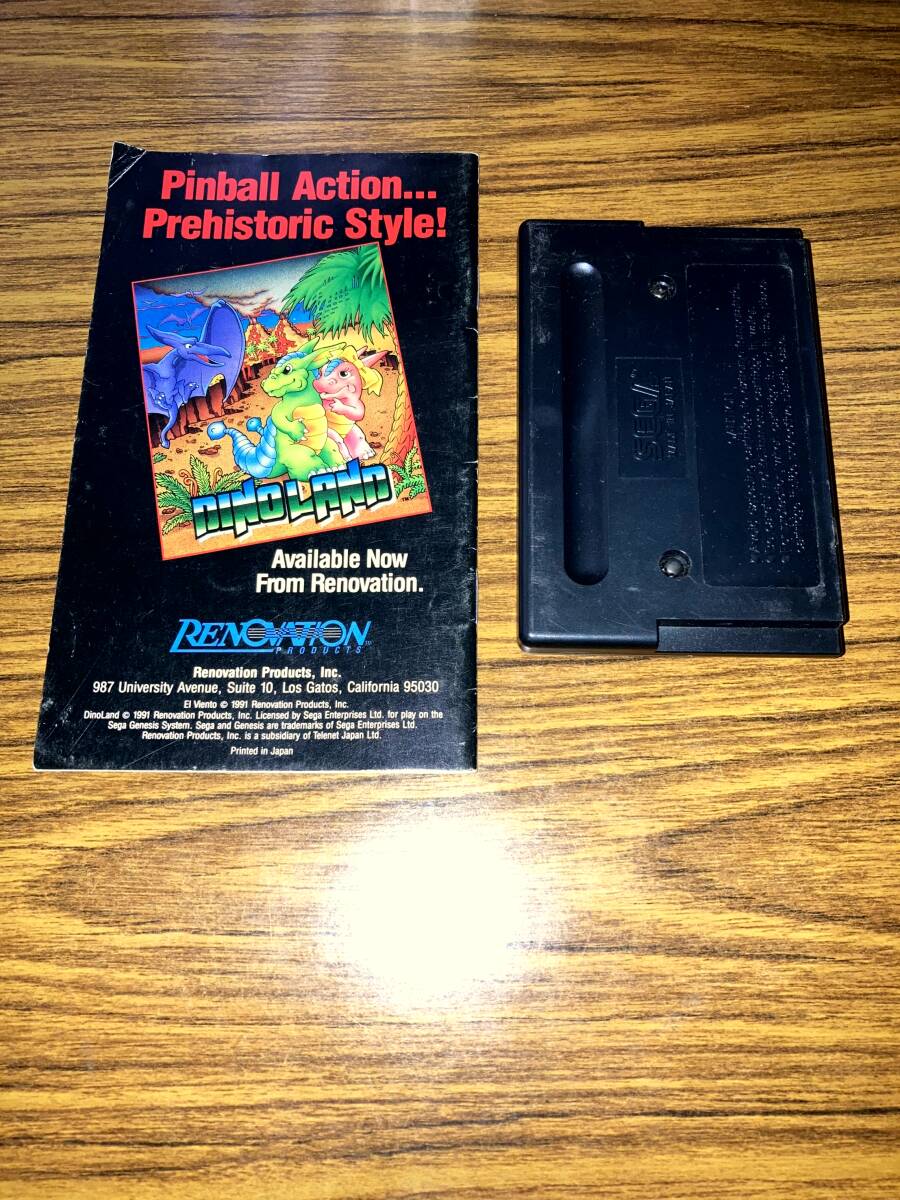 Pinball Action...
Prehistoric Style!
DINO LAND
TM
Available Now
From Renovation.
RENOVATION
PRODUCTS
Renovation Products, Inc.
987 University Avenue, Suite 10, Los Gatos, California 95030
El Viento © 1991 Renovation Products, Inc.
DinoLand © 1991 Renovation Products, Inc. Licensed by Sega Enterprises Ltd. for play on the
Sega Genesis System. Sega and Genesis are trademarks of Sega Enterprises Ltd.
Renovation Products, Inc. is a subsidiary of Telenet Japan Ltd.
Printed in Japan
SEGA